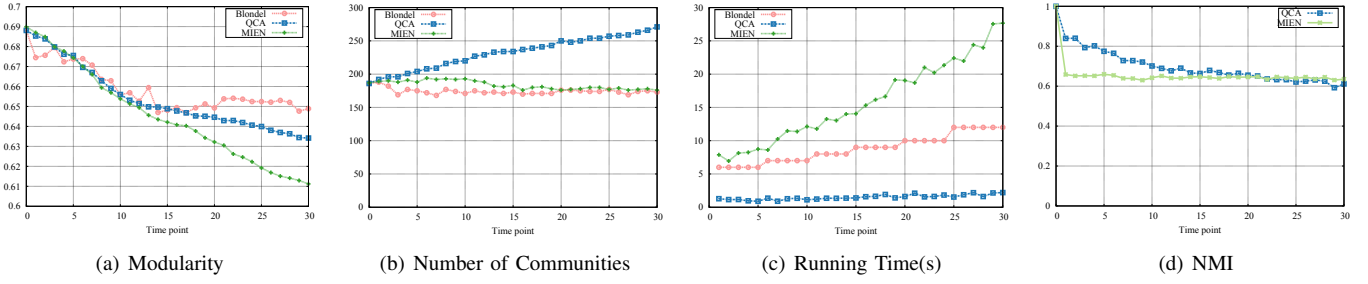 0.7
0.69
0.68
0.67
0.66
0.65
0.64
0.63
0.62
0.61
0.6
0 5 10 15 20 25 30
Time point
Blondel
QCA
MIEN
(a) Modularity
300
250
200
150
100
50
0
0 5 10 15 20 25 30
Time point
Blondel
QCA
MIEN
(b) Number of Communities
30
25
20
15
10
5
0
0 5 10 15 20 25 30
Time point
Blondel
QCA
MIEN
(c) Running Time(s)
1
0.8
0.6
0.4
0.2
0
0 5 10 15 20 25 30
Time point
QCA
MIEN
(d) NMI